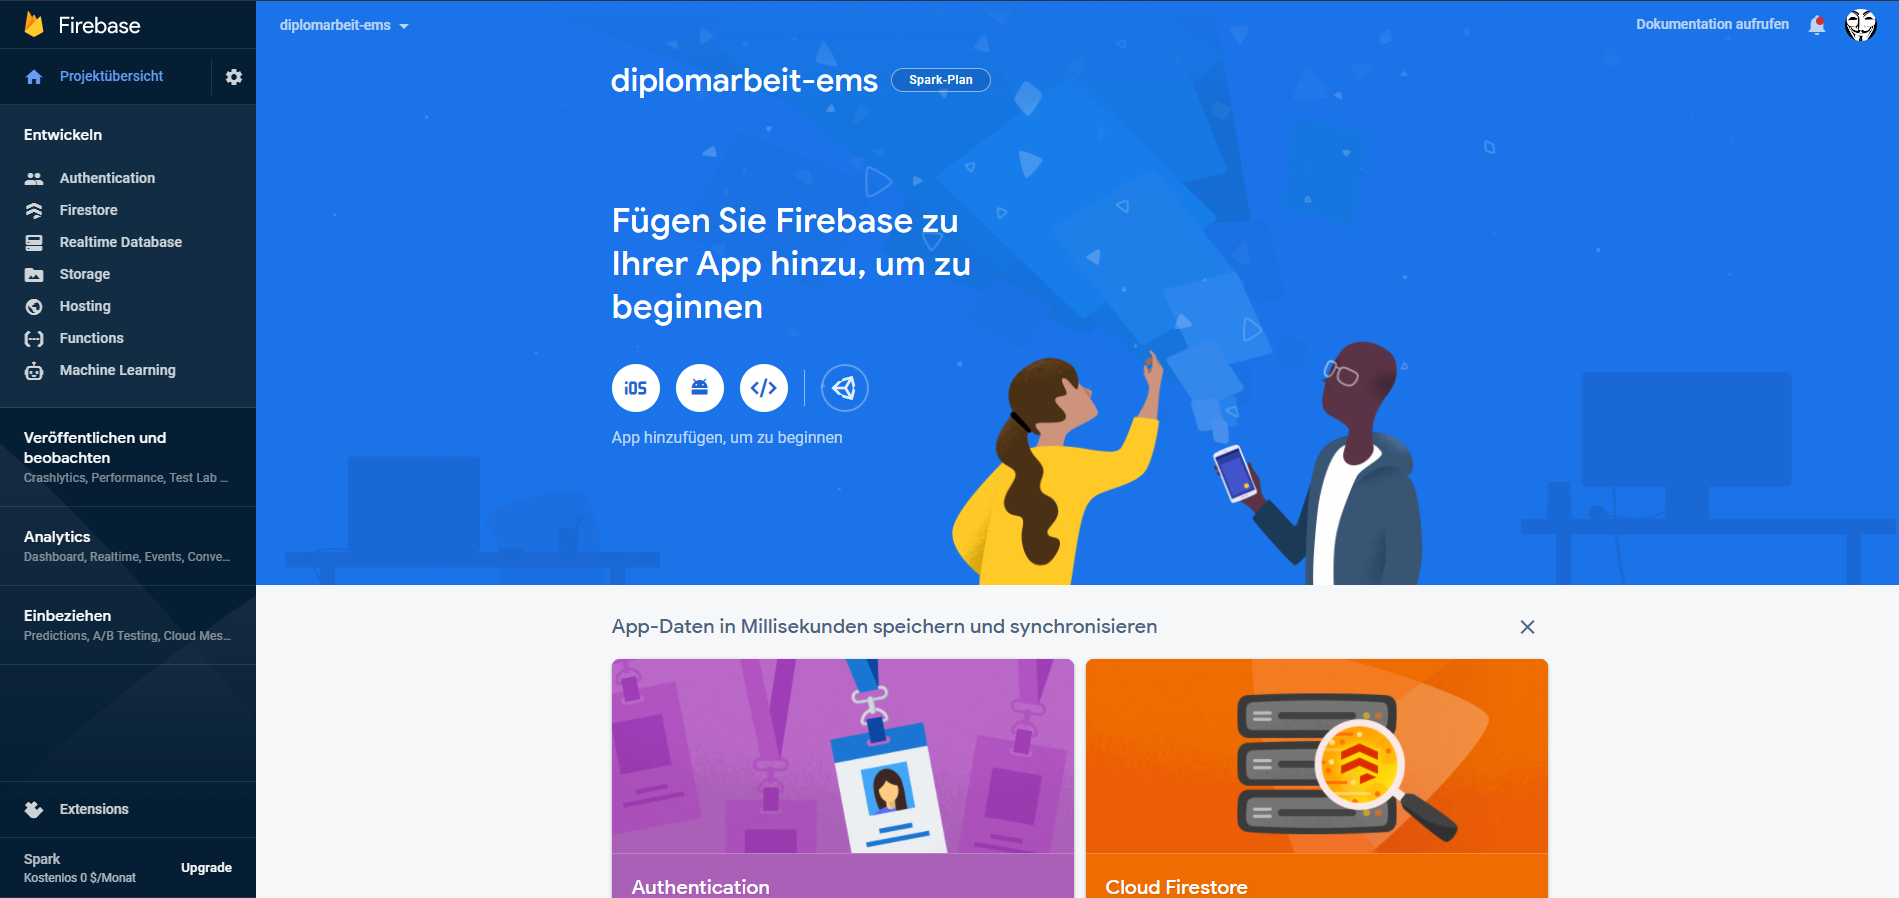 Firebase
diplomarbeit-ems
Dokumentation aufrufen
Projektübersicht
Entwickeln
Authentication
Firestore
Realtime Database
Storage
Hosting
Functions
Machine Learning
Veröffentlichen und
beobachten
Crashlytics, Performance, Test Lab ...
Analytics
Dashboard, Realtime, Events, Conve...
Einbeziehen
Predictions, A/B Testing, Cloud Mes...
Extensions
Spark
Kostenlos 0 $/Monat
Upgrade
diplomarbeit-ems
Spark-Plan
Fügen Sie Firebase zu
Ihrer App hinzu, um zu
beginnen
iOS
App hinzufügen, um zu beginnen
App-Daten in Millisekunden speichern und synchronisieren
Authentication
Cloud Firestore